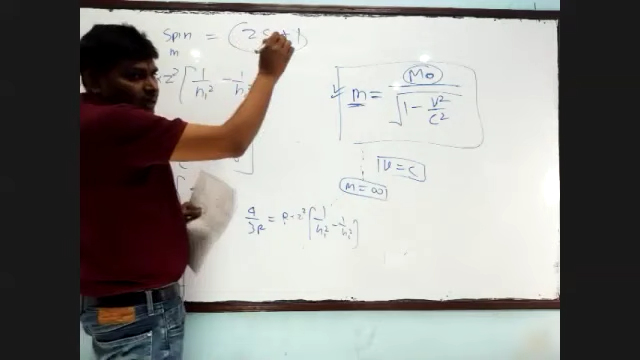 spin = (2s+1)
m
z² [ 1/n₁² − 1/n₂²
m = M₀ / √(1 − v²/c²)
v = c
m = ∞
= R × z² [ 1/n₁² − 1/n₂² ]